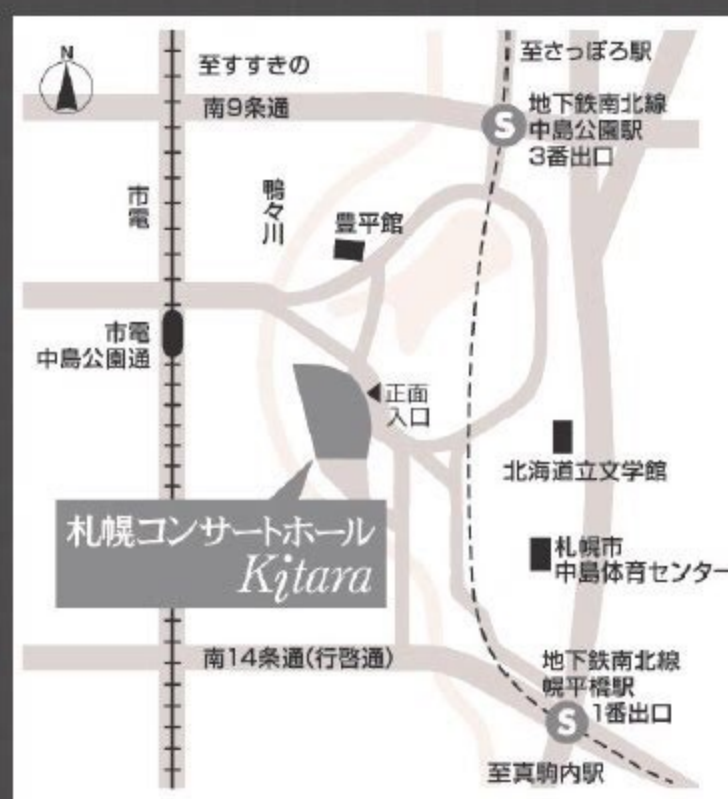 N
至すすきの
至さっぽろ駅
南9条通
S
地下鉄南北線
中島公園駅
3番出口
市電
鴨々川
豊平館
市電
中島公園通
正面
入口
北海道立文学館
札幌コンサートホール
Kitara
札幌市
中島体育センター
南14条通(行啓通)
地下鉄南北線
幌平橋駅
1番出口
S
至真駒内駅